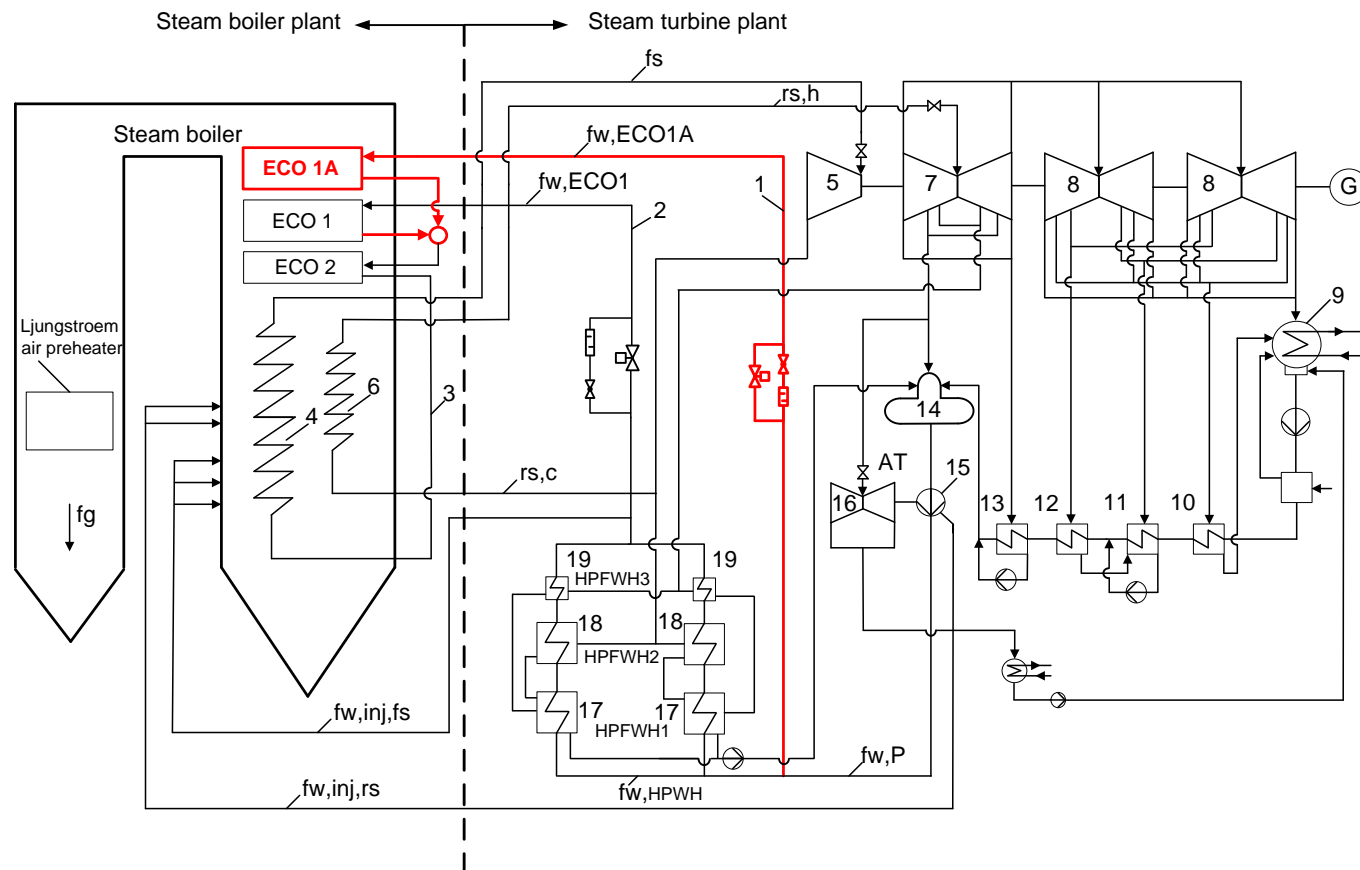 Steam boiler plant
Steam turbine plant
fs
rs,h
Steam boiler
fw,ECO1A
ECO 1A
fw,ECO1
1
5
7
8
8
G
ECO 1
2
ECO 2
9
Ljungstroem
air preheater
4
6
3
14
rs,c
AT
15
16
13
12
11
10
fg
19
19
HPFWH3
18
18
HPFWH2
17
17
HPFWH1
fw,inj,fs
fw,P
fw,inj,rs
fw,HPWH